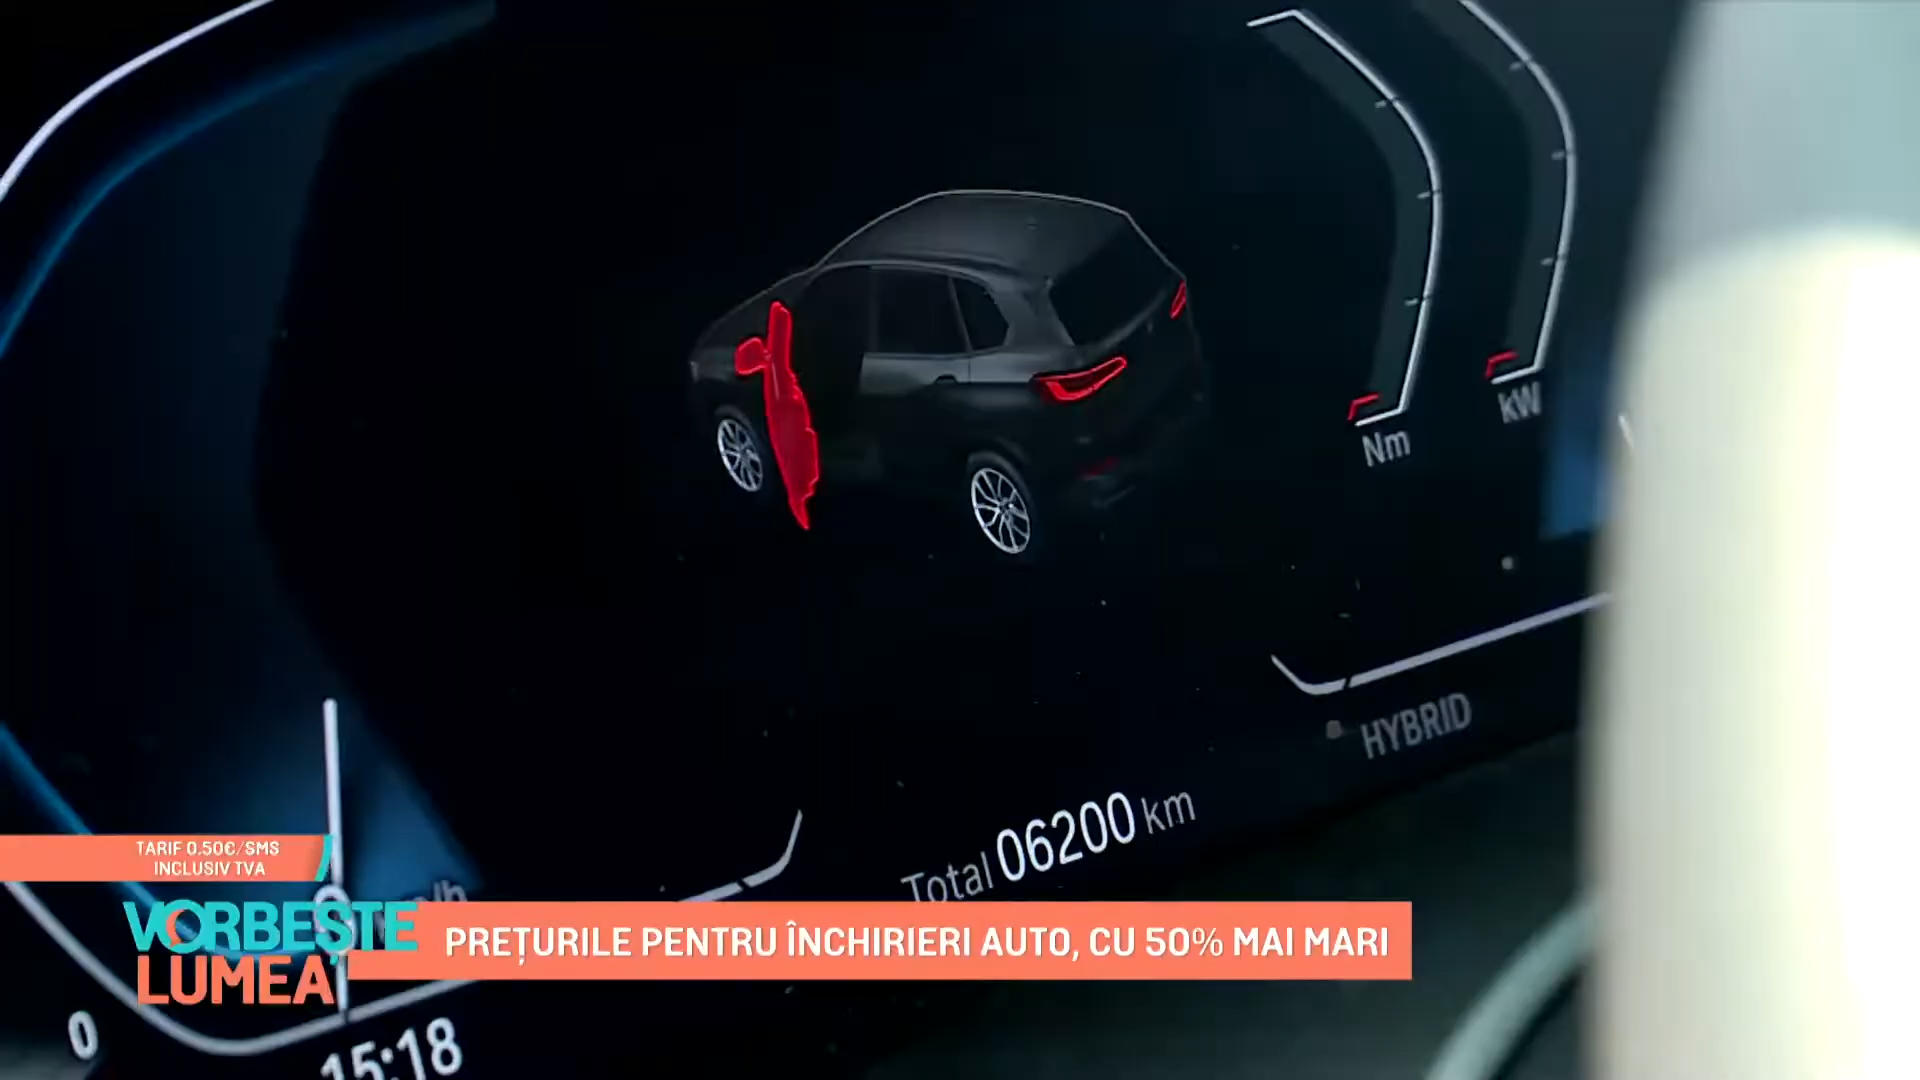 Nm
kW
HYBRID
Total 06200 km
TARIF 0.50€/SMS
INCLUSIV TVA
VORBEȘTE
LUMEA
PREȚURILE PENTRU ÎNCHIRIERI AUTO, CU 50% MAI MARI
0
15:18